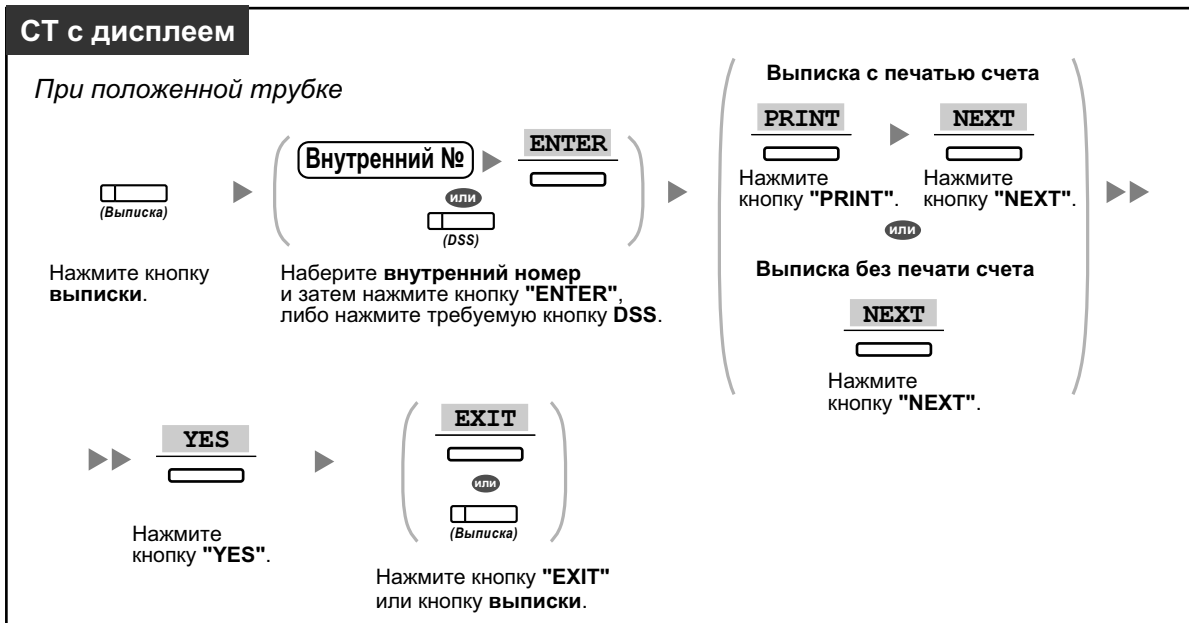 СТ с дисплеем
При положенной трубке
(Выписка)
Нажмите кнопку
выписки.
Внутренний №
ENTER
или
(DSS)
Наберите внутренний номер
и затем нажмите кнопку "ENTER",
либо нажмите требуемую кнопку DSS.
Выписка с печатью счета
PRINT
NEXT
Нажмите
кнопку "PRINT".
Нажмите
кнопку "NEXT".
или
Выписка без печати счета
NEXT
Нажмите
кнопку "NEXT".
YES
Нажмите
кнопку "YES".
EXIT
или
(Выписка)
Нажмите кнопку "EXIT"
или кнопку выписки.